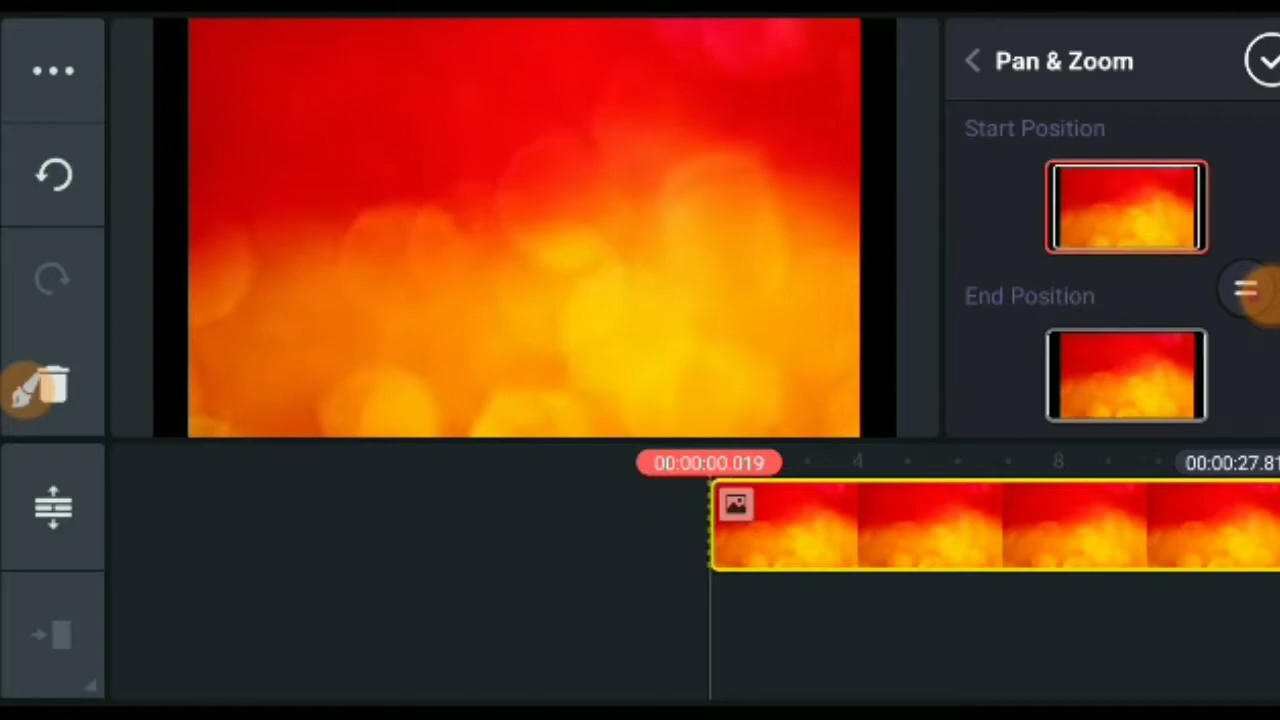 Pan & Zoom
Start Position
End Position
00:00:00.019
4
8
00:00:27.81